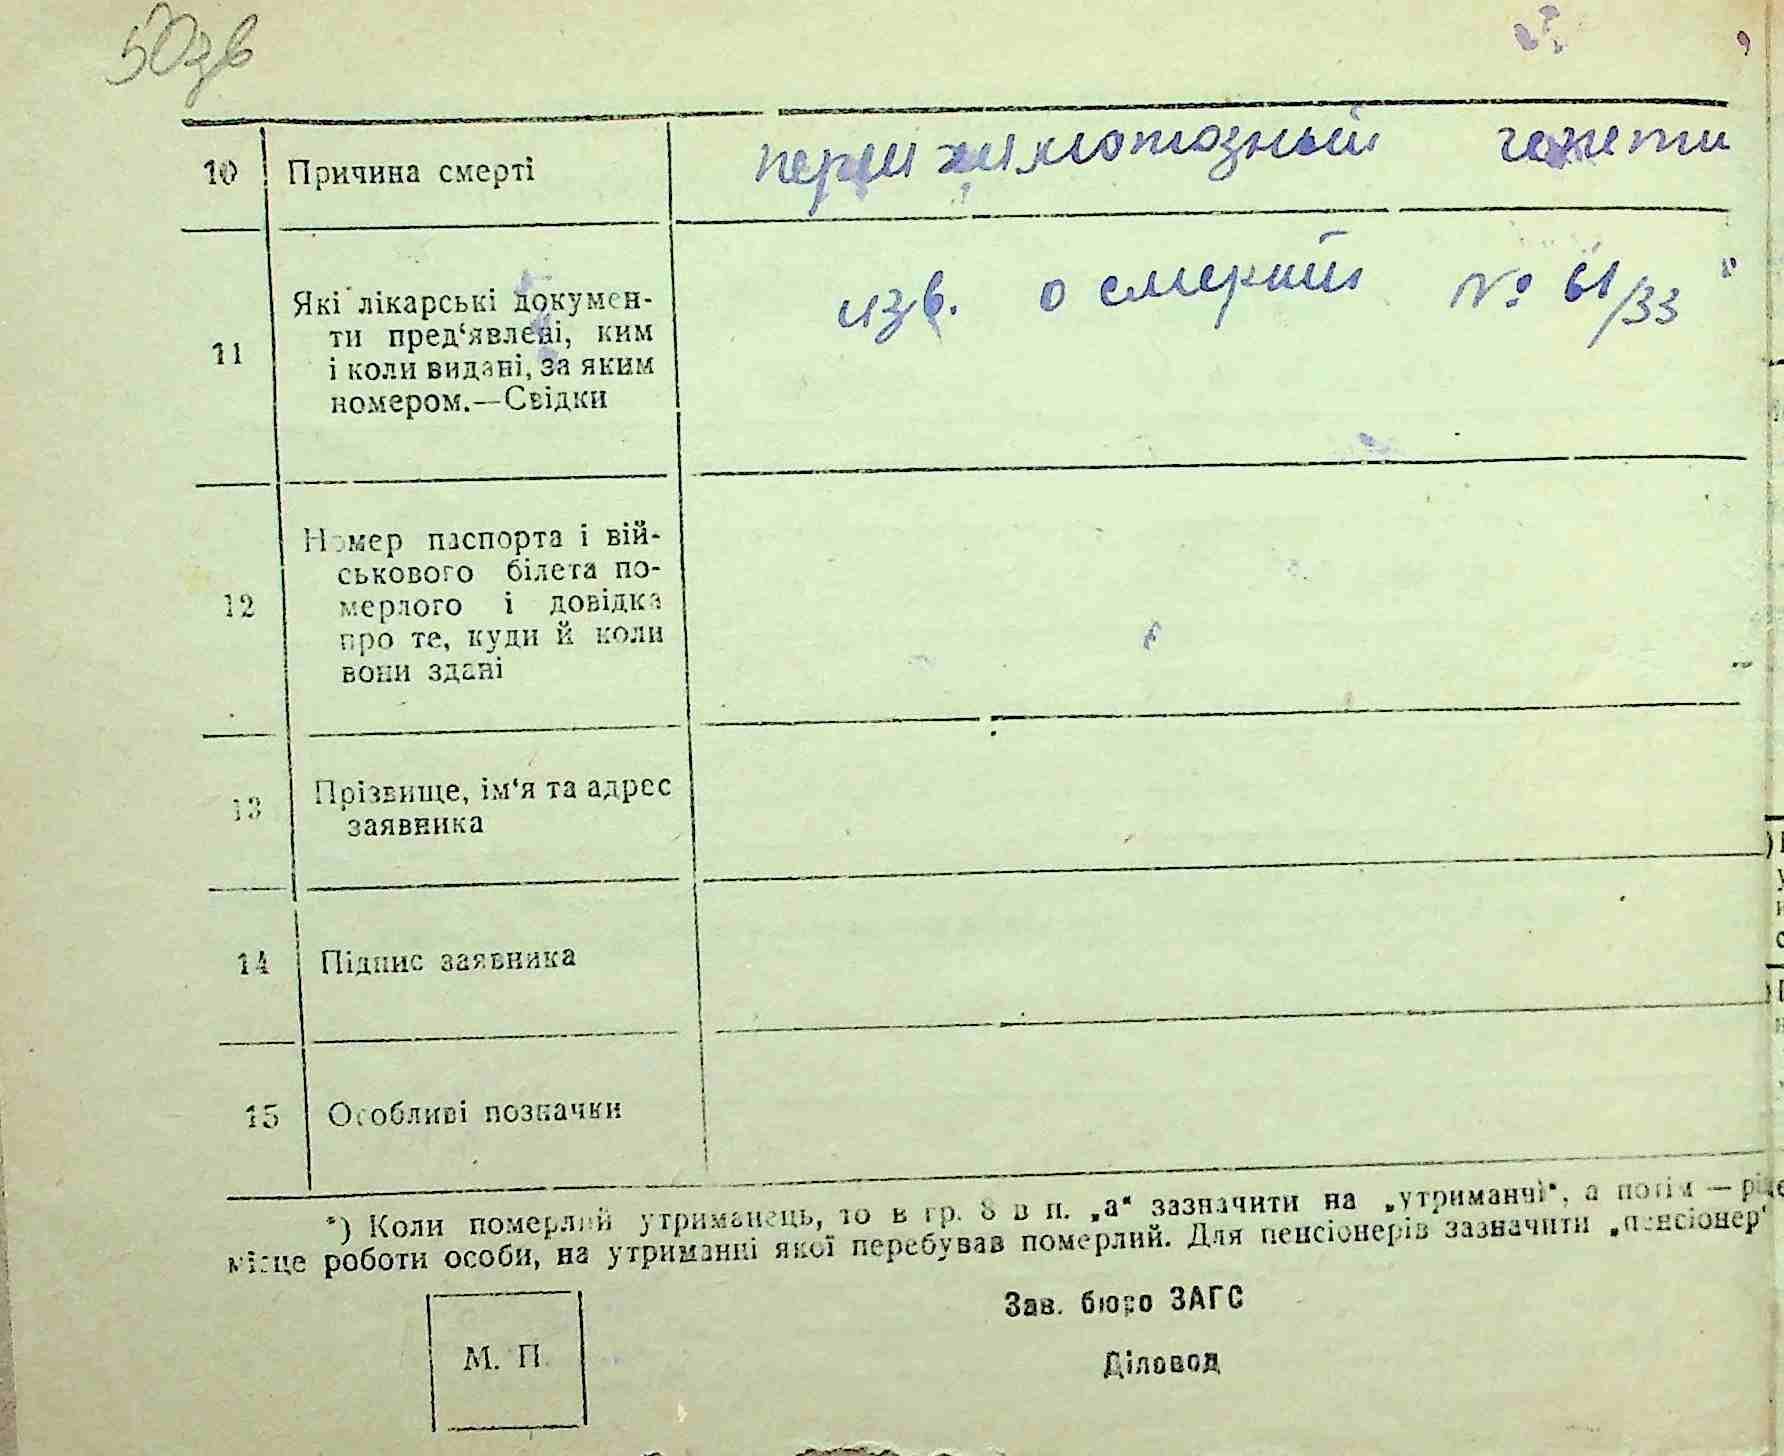 50зв
10 Причина смерті
11 Які лікарські докумен-
ти пред‘явлені, ким
і коли видані, за яким
номером.—Свідки
изв. о смерти № 61/33
12 Номер паспорта і вій-
ськового білета по-
мерлого і довідка
про те, куди й коли
вони здані
13 Прізвище, ім‘я та адрес
заявника
14 Підпис заявника
15 Особливі позначки
*) Коли померлий утриманець, то в гр. 8 в п. „а“ зазначити на „утриманчі“, а потім —
місце роботи особи, на утриманні якої перебував померлий. Для пенсіонерів зазначити „пенсіонер“
Зав. бюро ЗАГС
М. П.
Діловод